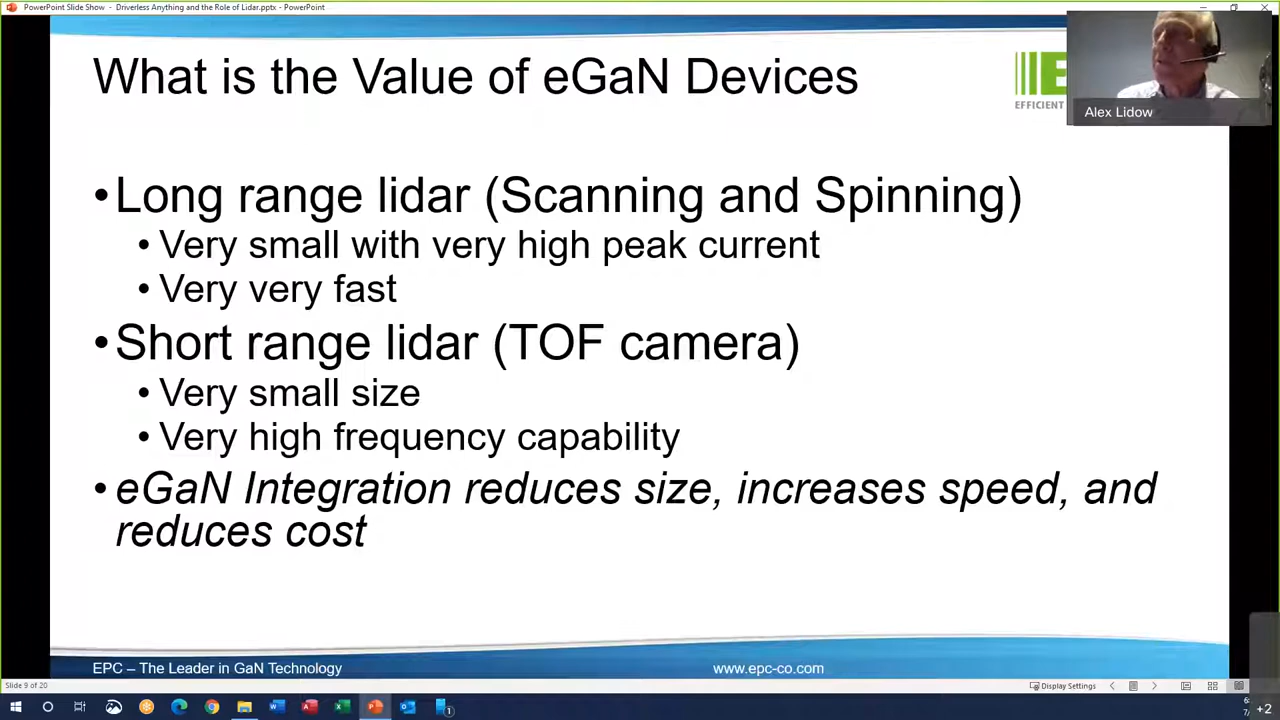 PowerPoint Slide Show - Driverless Anything and the Role of Lidar.pptx - PowerPoint
What is the Value of eGaN Devices
EFFICIENT
Alex Lidow
•Long range lidar (Scanning and Spinning)
• Very small with very high peak current
• Very very fast
•Short range lidar (TOF camera)
• Very small size
• Very high frequency capability
• eGaN Integration reduces size, increases speed, and
reduces cost
EPC – The Leader in GaN Technology
www.epc-co.com
Slide 9 of 20
Display Settings
+2